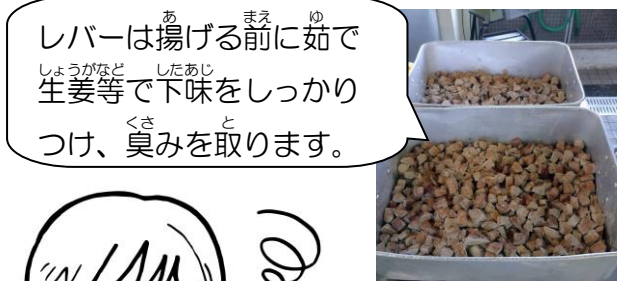 レバーは揚げる前に茹で
生姜等で下味をしっかり
つけ、臭みを取ります。